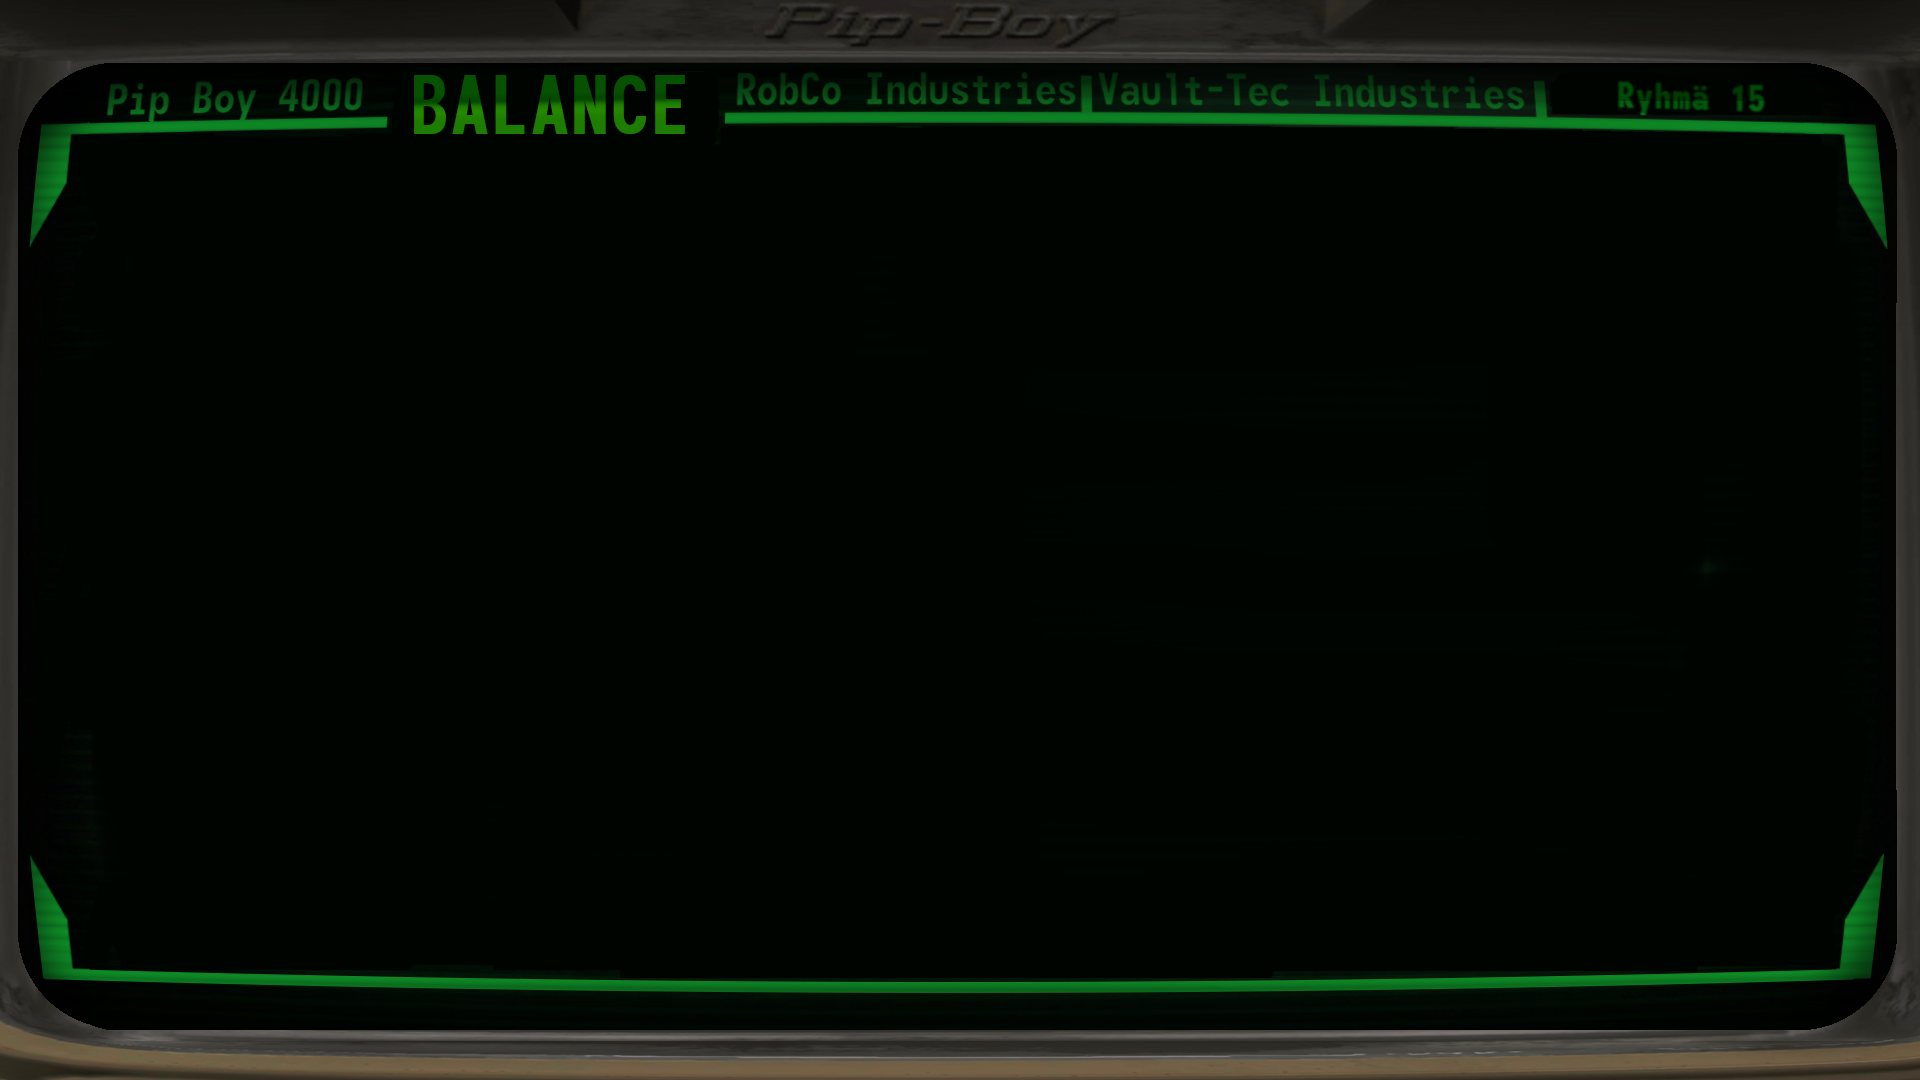 Pip-Boy
Pip Boy 4000 BALANCE RobCo Industries Vault-Tec Industries Ryhmä 15